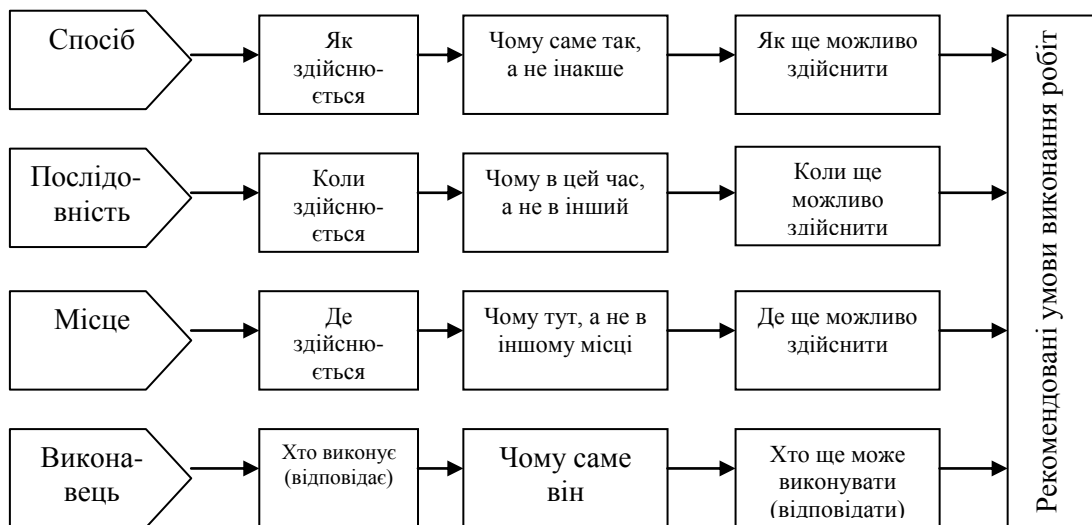 Спосіб
Як
здійсню-
ється
Чому саме так,
а не інакше
Як ще можливо
здійснити
Послідо-
вність
Коли
здійсню-
ється
Чому в цей час,
а не в інший
Коли ще
можливо
здійснити
Місце
Де
здійсню-
ється
Чому тут, а не в
іншому місці
Де ще можливо
здійснити
Викона-
вець
Хто виконує
(відповідає)
Чому саме
він
Хто ще може
виконувати
(відповідати)
Рекомендовані умови виконання робіт